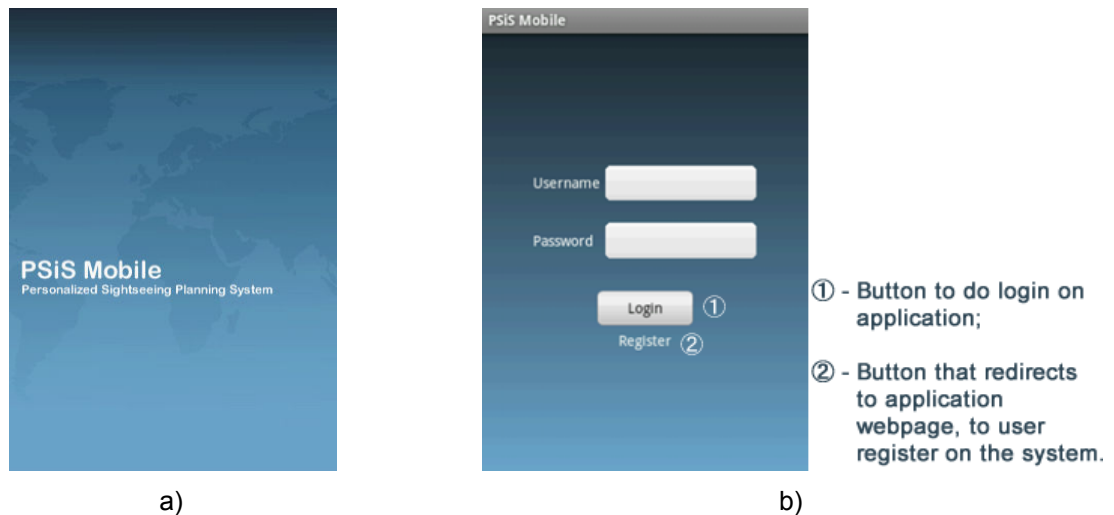 PSiS Mobile
Personalized Sightseeing Planning System
a)
PSiS Mobile
Username
Password
Login ①
Register ②
① - Button to do login on
application;
② - Button that redirects
to application
webpage, to user
register on the system.
b)